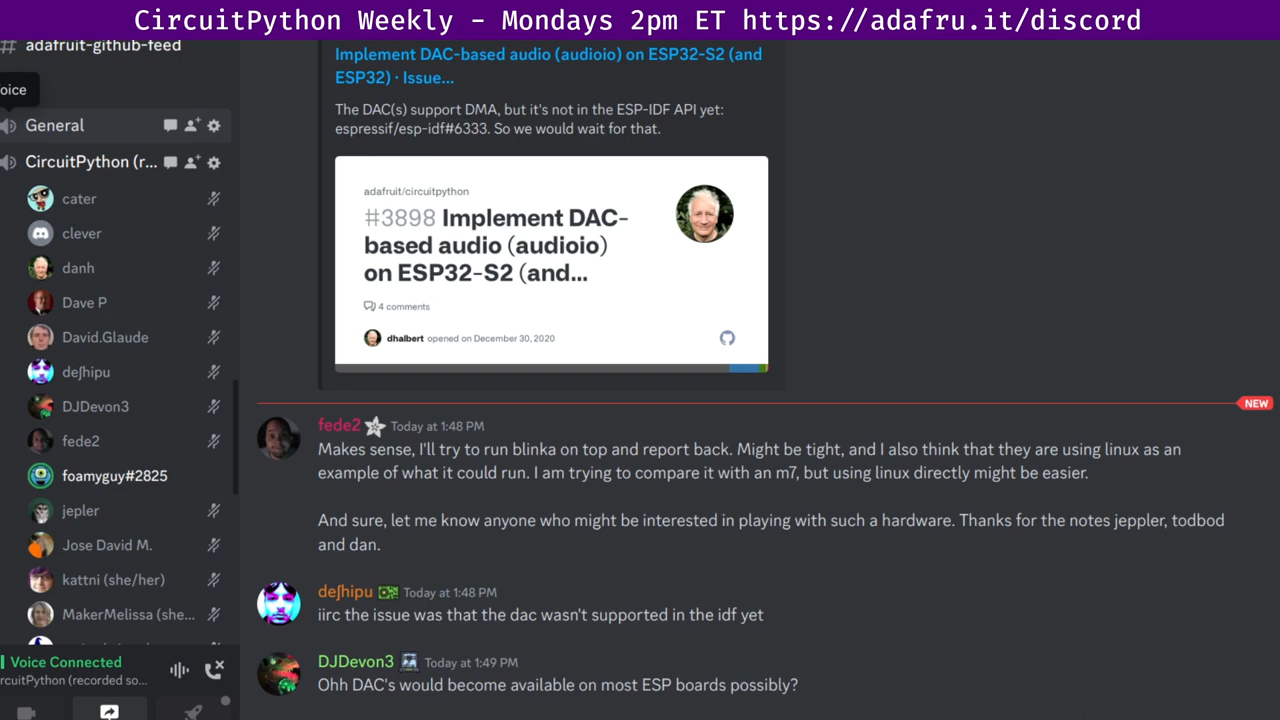 CircuitPython Weekly - Mondays 2pm ET https://adafru.it/discord
# adafruit-github-feed
oice
General
CircuitPython (r...
cater
clever
danh
Dave P
David.Glaude
deʃhipu
DJDevon3
fede2
foamyguy#2825
jepler
Jose David M.
kattni (she/her)
MakerMelissa (she...
Voice Connected
rcuitPython (recorded so...
Implement DAC-based audio (audioio) on ESP32-S2 (and
ESP32) · Issue...
The DAC(s) support DMA, but it's not in the ESP-IDF API yet:
espressif/esp-idf#6333. So we would wait for that.
adafruit/circuitpython
#3898 Implement DAC-
based audio (audioio)
on ESP32-S2 (and...
4 comments
dhalbert opened on December 30, 2020
NEW
fede2 Today at 1:48 PM
Makes sense, I'll try to run blinka on top and report back. Might be tight, and I also think that they are using linux as an
example of what it could run. I am trying to compare it with an m7, but using linux directly might be easier.
And sure, let me know anyone who might be interested in playing with such a hardware. Thanks for the notes jeppler, todbod
and dan.
deʃhipu Today at 1:48 PM
iirc the issue was that the dac wasn't supported in the idf yet
DJDevon3 Today at 1:49 PM
Ohh DAC's would become available on most ESP boards possibly?